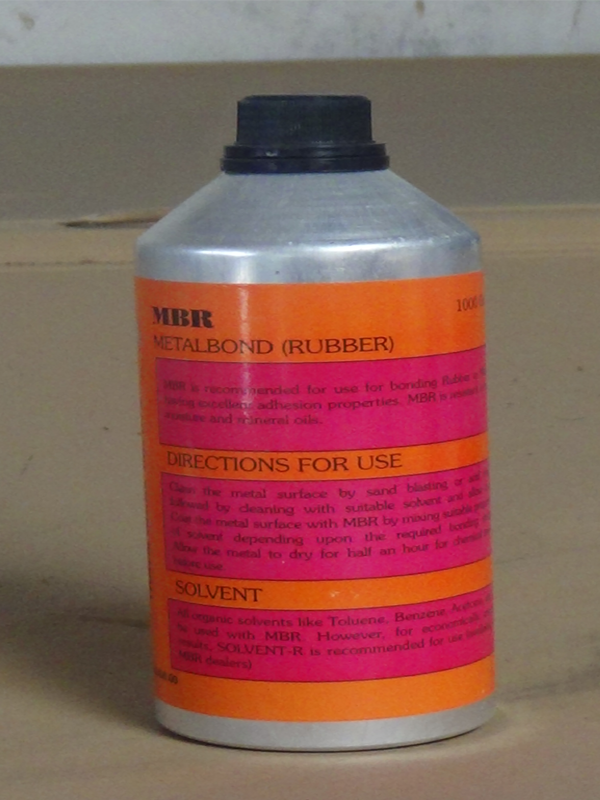 MBR
1000
METALBOND (RUBBER)
MBR is recommended for use for bonding Rubber
having excellent adhesion properties. MBR is
moisture and mineral oils.
DIRECTIONS FOR USE
Clean the metal surface by sand blasting or
followed by cleaning with suitable solvent and
Coat the metal surface with MBR by mixing suitable
of solvent depending upon the required
Allow the metal to dry for half an hour for
before use.
SOLVENT
All organic solvents like Toluene, Benzene, Acetone
be used with MBR. However, for
results, SOLVENT-R is recommended for use
MBR dealers)